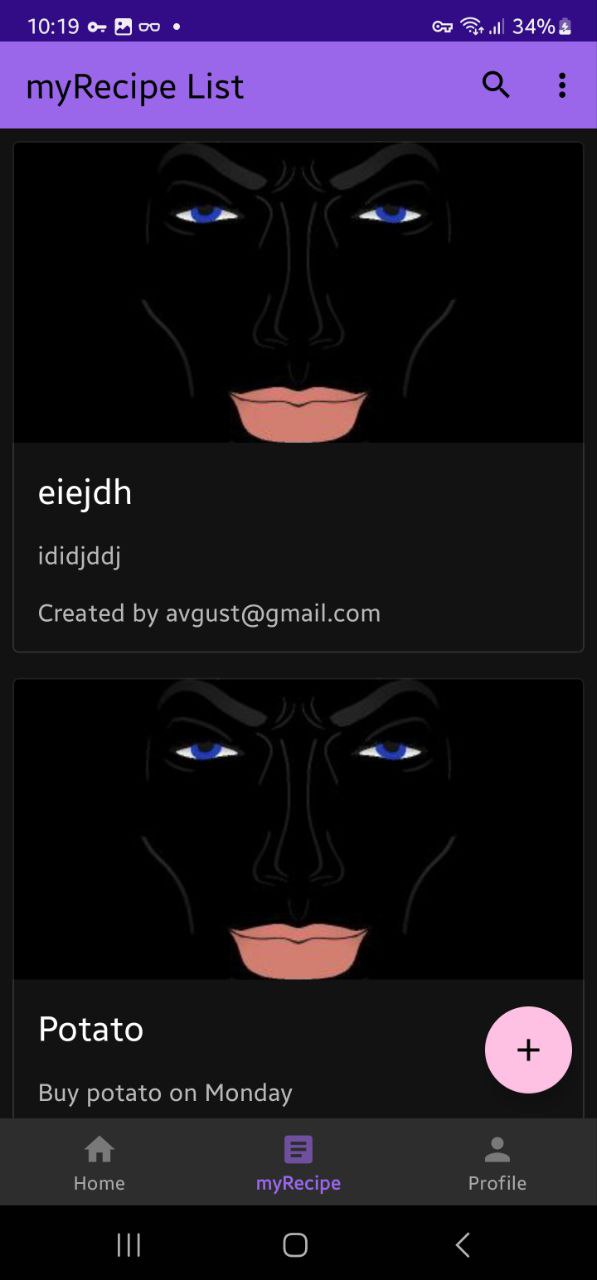 10:19
34%
myRecipe List
eiejdh
ididjddj
Created by avgust@gmail.com
Potato
Buy potato on Monday
Home
myRecipe
Profile